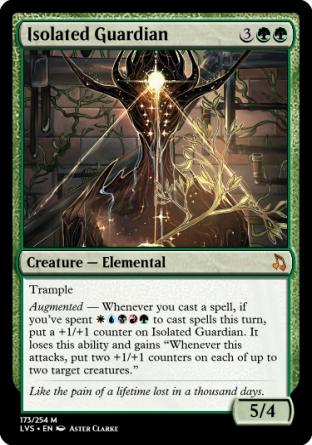 Isolated Guardian 3
Creature — Elemental
Trample
Augmented — Whenever you cast a spell, if
you've spent to cast spells this turn,
put a +1/+1 counter on Isolated Guardian. It
loses this ability and gains “Whenever this
attacks, put two +1/+1 counters on each of up to
two target creatures.”
Like the pain of a lifetime lost in a thousand days.
5/4
173/254 M
LVS • EN ASTER CLARKE